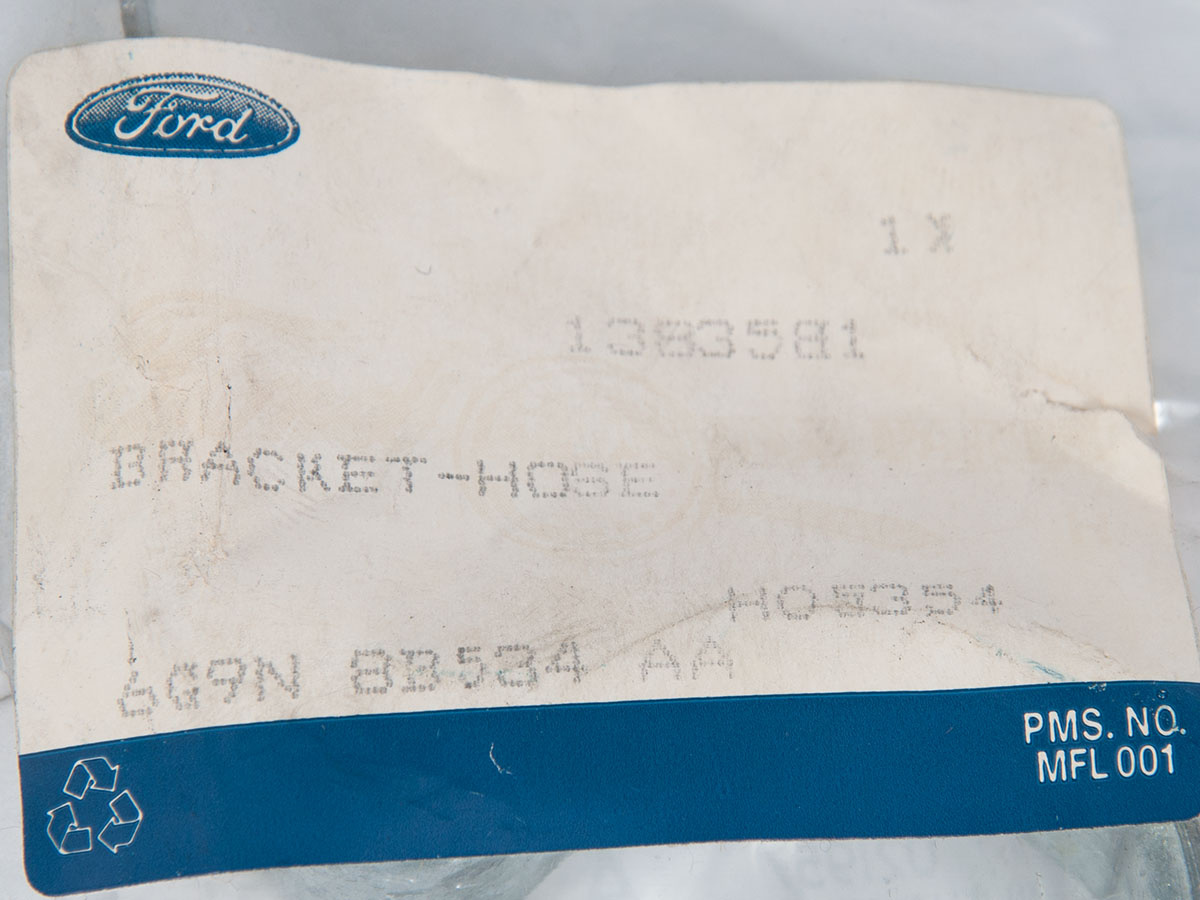 Ford
1X
1383581
BRACKET-HOSE
H05354
6G9N 8B534 AA
PMS. NO.
MFL 001